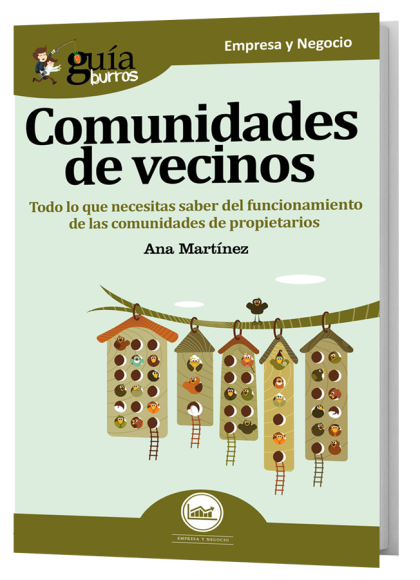 guía
burros
Empresa y Negocio
Comunidades
de vecinos
Todo lo que necesitas saber del funcionamiento
de las comunidades de propietarios
Ana Martínez
EMPRESA Y NEGOCIO